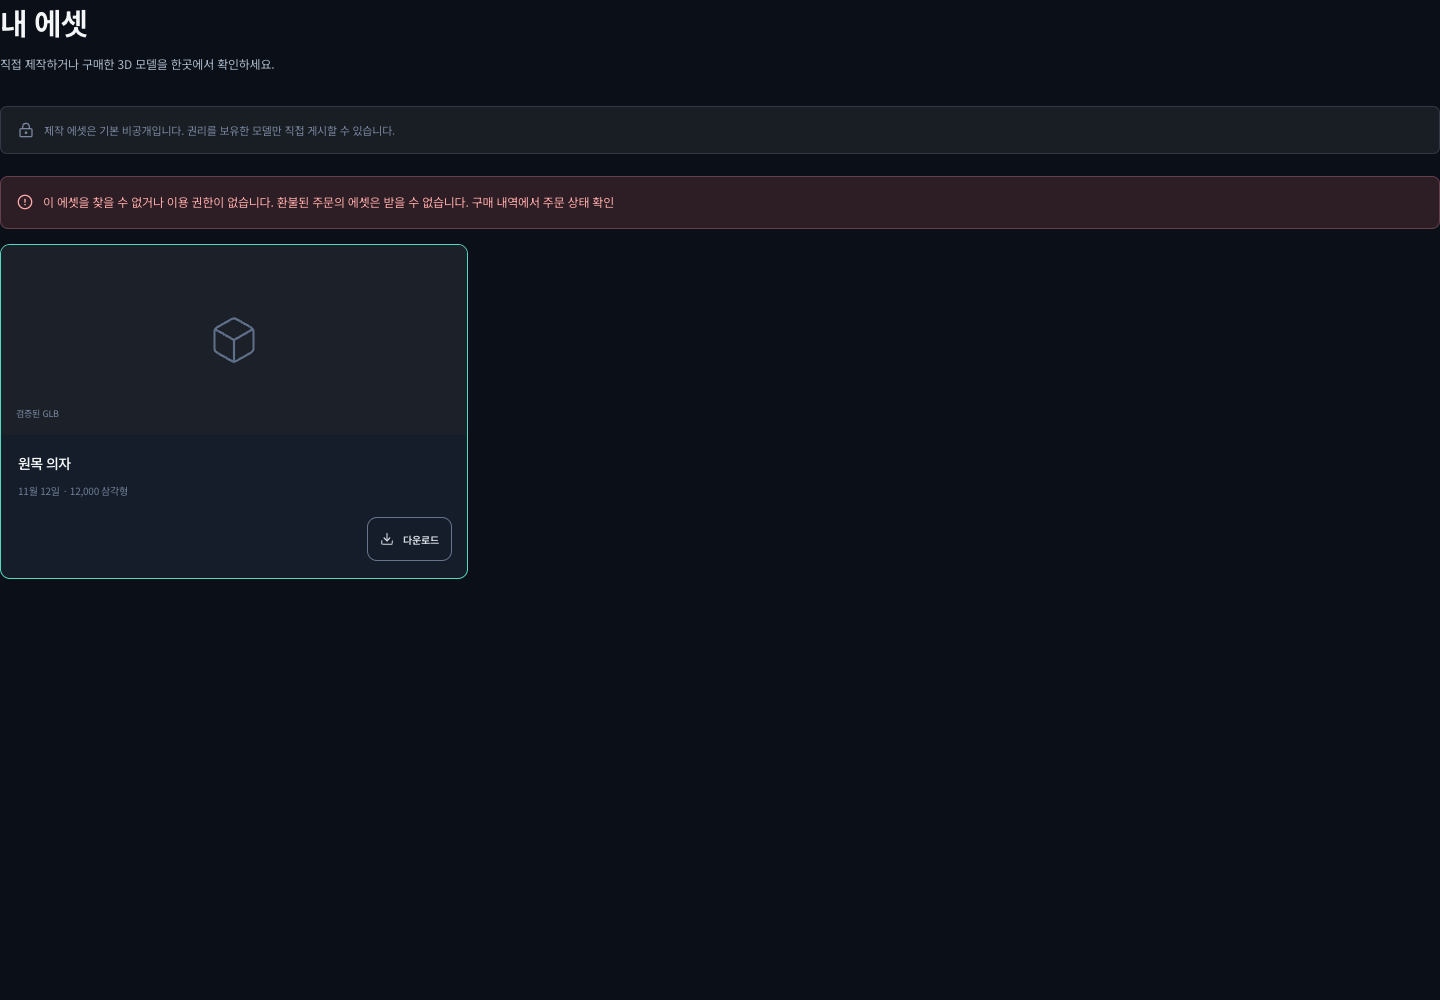 내 에셋
직접 제작하거나 구매한 3D 모델을 한곳에서 확인하세요.
제작 에셋은 기본 비공개입니다. 권리를 보유한 모델만 직접 게시할 수 있습니다.
이 에셋을 찾을 수 없거나 이용 권한이 없습니다. 환불된 주문의 에셋은 받을 수 없습니다. 구매 내역에서 주문 상태 확인
검증된 GLB
원목 의자
11월 12일 · 12,000 삼각형
다운로드